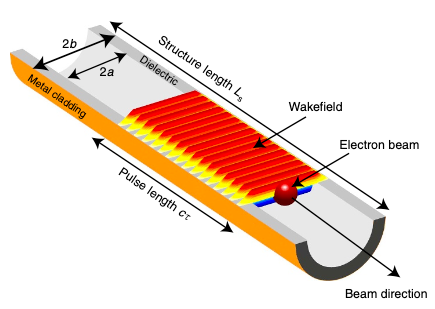 2b
2a
Dielectric
Structure length Ls
Metal cladding
Wakefield
Electron beam
Pulse length cτ
Beam direction